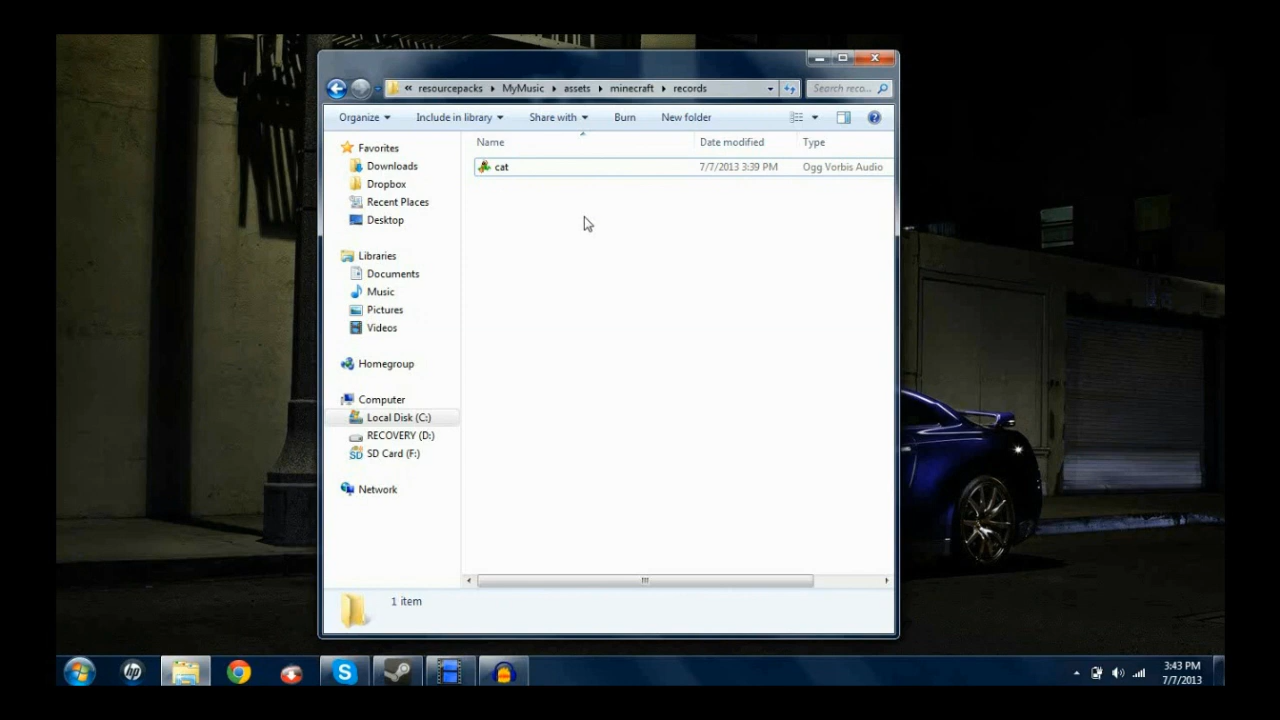 « resourcepacks ▸ MyMusic ▸ assets ▸ minecraft ▸ records
Search reco...
Organize Include in library Share with Burn New folder
Name Date modified Type
cat 7/7/2013 3:39 PM Ogg Vorbis Audio
Favorites
Downloads
Dropbox
Recent Places
Desktop
Libraries
Documents
Music
Pictures
Videos
Homegroup
Computer
Local Disk (C:)
RECOVERY (D:)
SD Card (F:)
Network
1 item
3:43 PM
7/7/2013